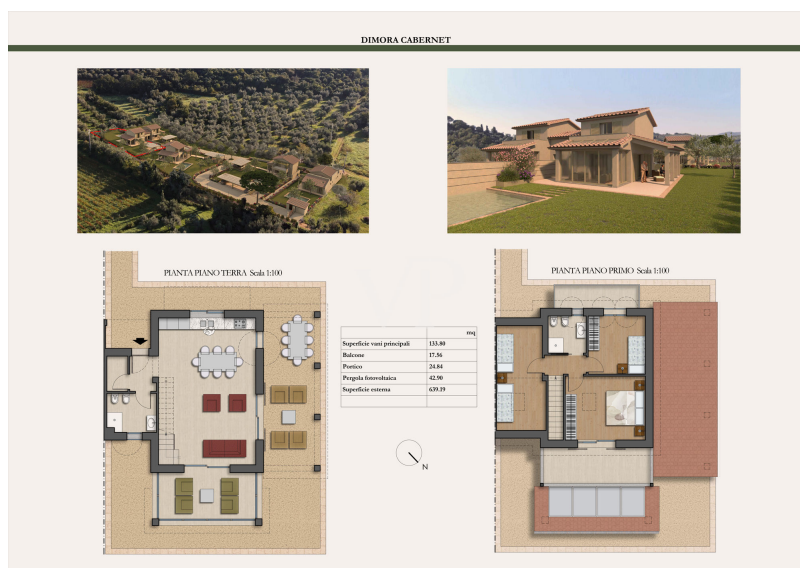 DIMORA CABERNET
PIANTA PIANO TERRA Scala 1:100
PIANTA PIANO PRIMO Scala 1:100
mq
Superficie vani principali 133.80
Balcone 17.56
Portico 24.84
Pergola fotovoltaica 42.90
Superficie esterna 639.19
N